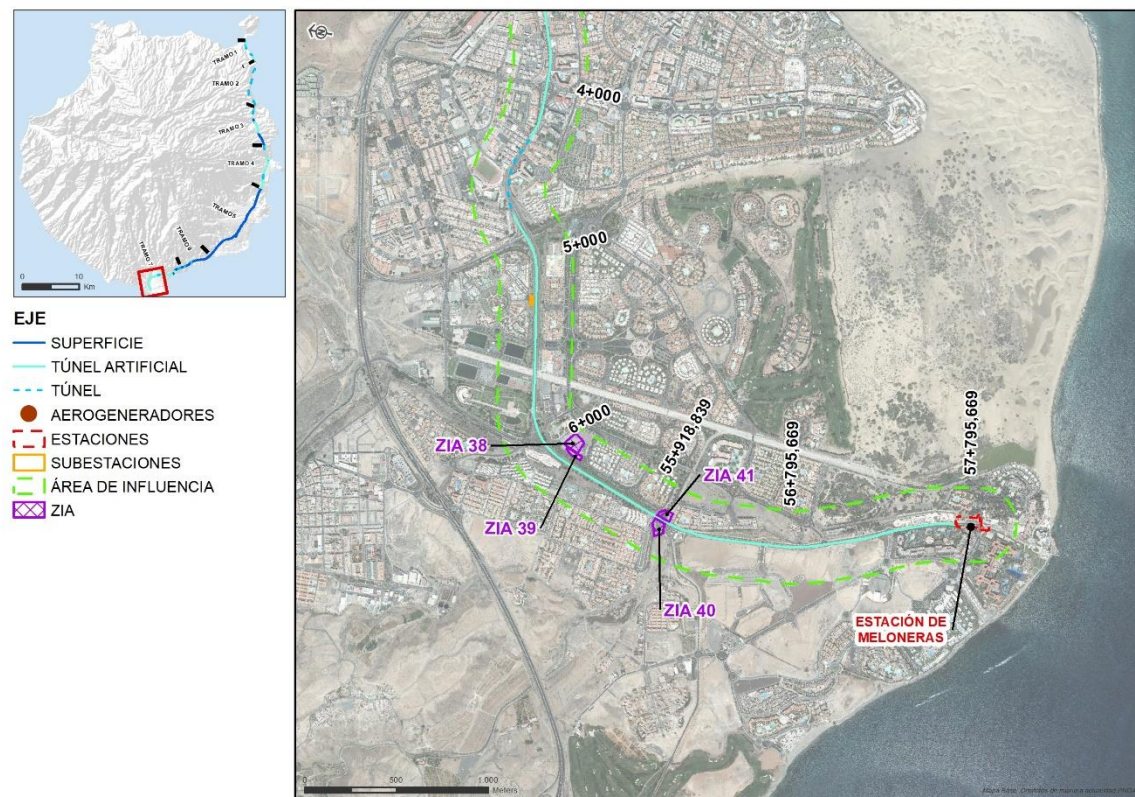 TRAMO 1
TRAMO 2
TRAMO 3
TRAMO 4
TRAMO 5
TRAMO 6
TRAMO 7
0 10
Km
EJE
SUPERFICIE
TÚNEL ARTIFICIAL
TÚNEL
AEROGENERADORES
ESTACIONES
SUBESTACIONES
ÁREA DE INFLUENCIA
ZIA
N
4+000
5+000
6+000
55+918,839
56+795,669
57+795,669
ZIA 38
ZIA 39
ZIA 41
ZIA 40
ESTACIÓN DE
MELONERAS
0 500 1.000
Meters